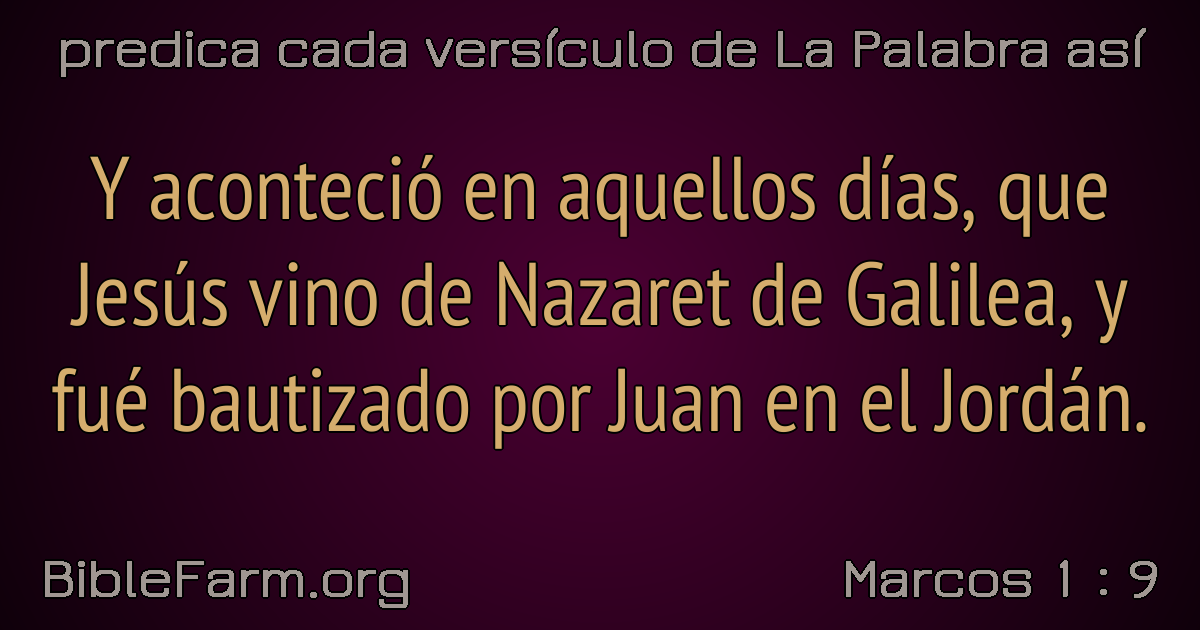 predica cada versículo de La Palabra así
Y aconteció en aquellos días, que
Jesús vino de Nazaret de Galilea, y
fué bautizado por Juan en el Jordán.
BibleFarm.org
Marcos 1 : 9